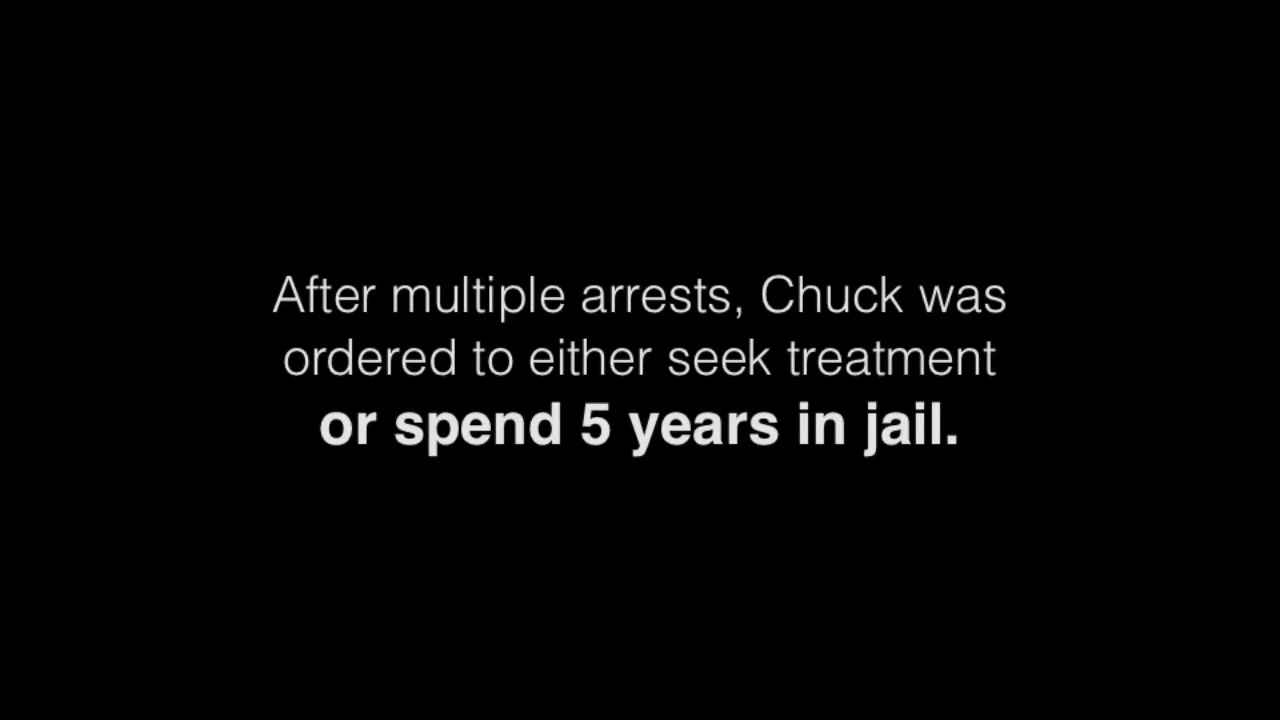 After multiple arrests, Chuck was
ordered to either seek treatment
or spend 5 years in jail.